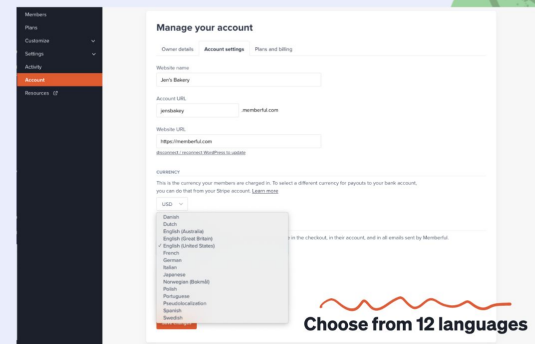 Members
Plans
Customize
Settings
Activity
Account
Resources
Manage your account
Owner details Account settings Plans and billing
Website name
Jen's Bakery
Account URL
jensbakey .memberful.com
Website URL
https://memberful.com
disconnect / reconnect WordPress to update
CURRENCY
This is the currency your members are charged in. To select a different currency for payouts to your bank account,
you can do that from your Stripe account. Learn more
USD
Danish
Dutch
English (Australia)
English (Great Britain)
✓ English (United States)
in the checkout, in their account, and in all emails sent by Memberful.
French
German
Italian
Japanese
Norwegian (Bokmål)
Polish
Portuguese
Pseudolocalization
Spanish
Swedish
Choose from 12 languages